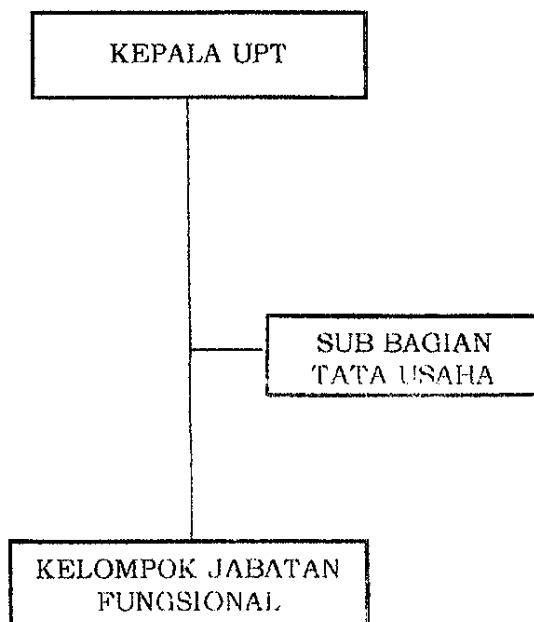 KEPALA UPT
SUB BAGIAN
TATA USAHA
KELOMPOK JABATAN
FUNGSIONAL